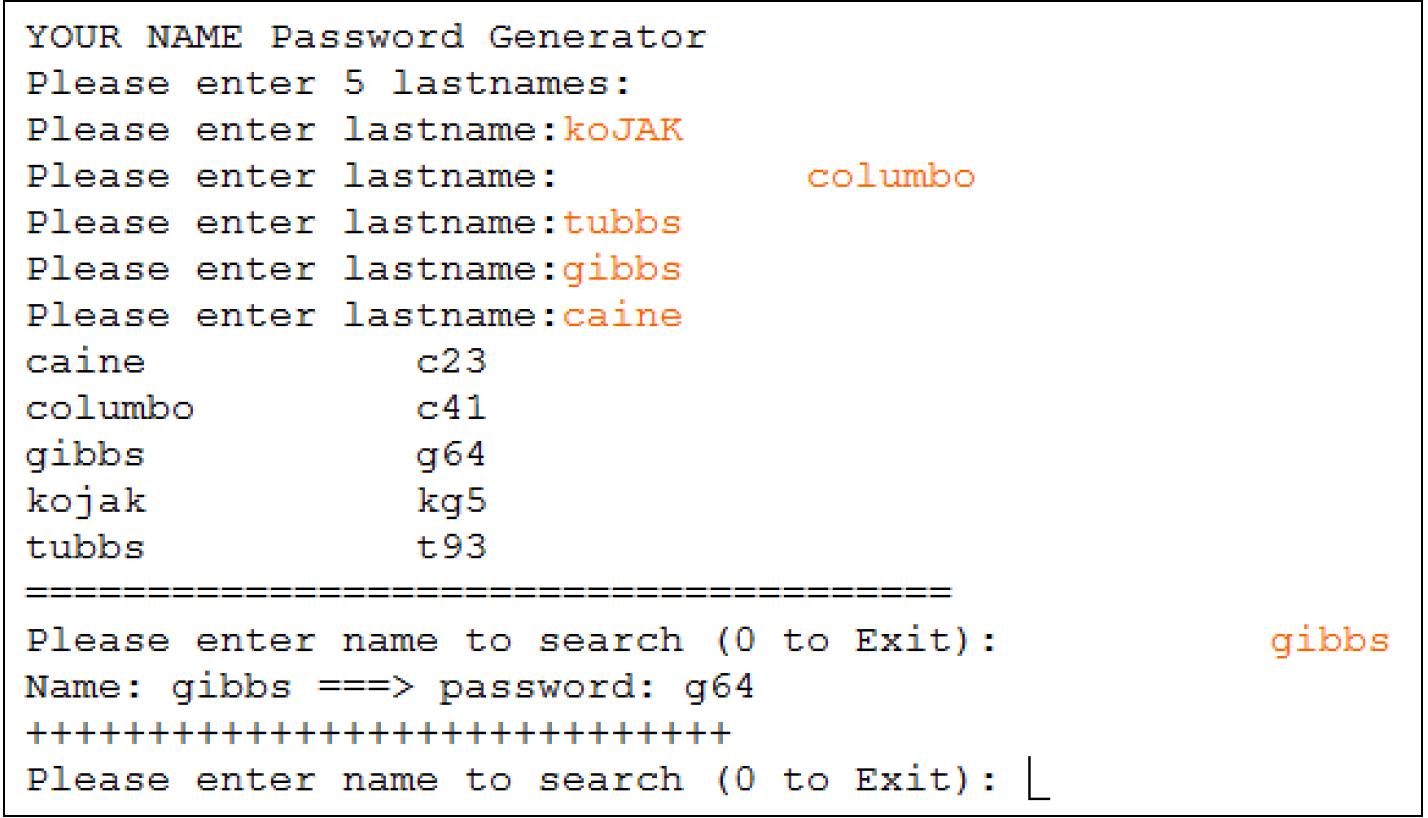 YOUR NAME Password Generator
Please enter 5 lastnames:
Please enter lastname:koJAK
Please enter lastname:          columbo
Please enter lastname:tubbs
Please enter lastname:gibbs
Please enter lastname:caine
caine           c23
columbo         c41
gibbs           g64
kojak           kg5
tubbs           t93
======================================
Please enter name to search (0 to Exit):           gibbs
Name: gibbs ===> password: g64
+++++++++++++++++++++++++++++
Please enter name to search (0 to Exit):